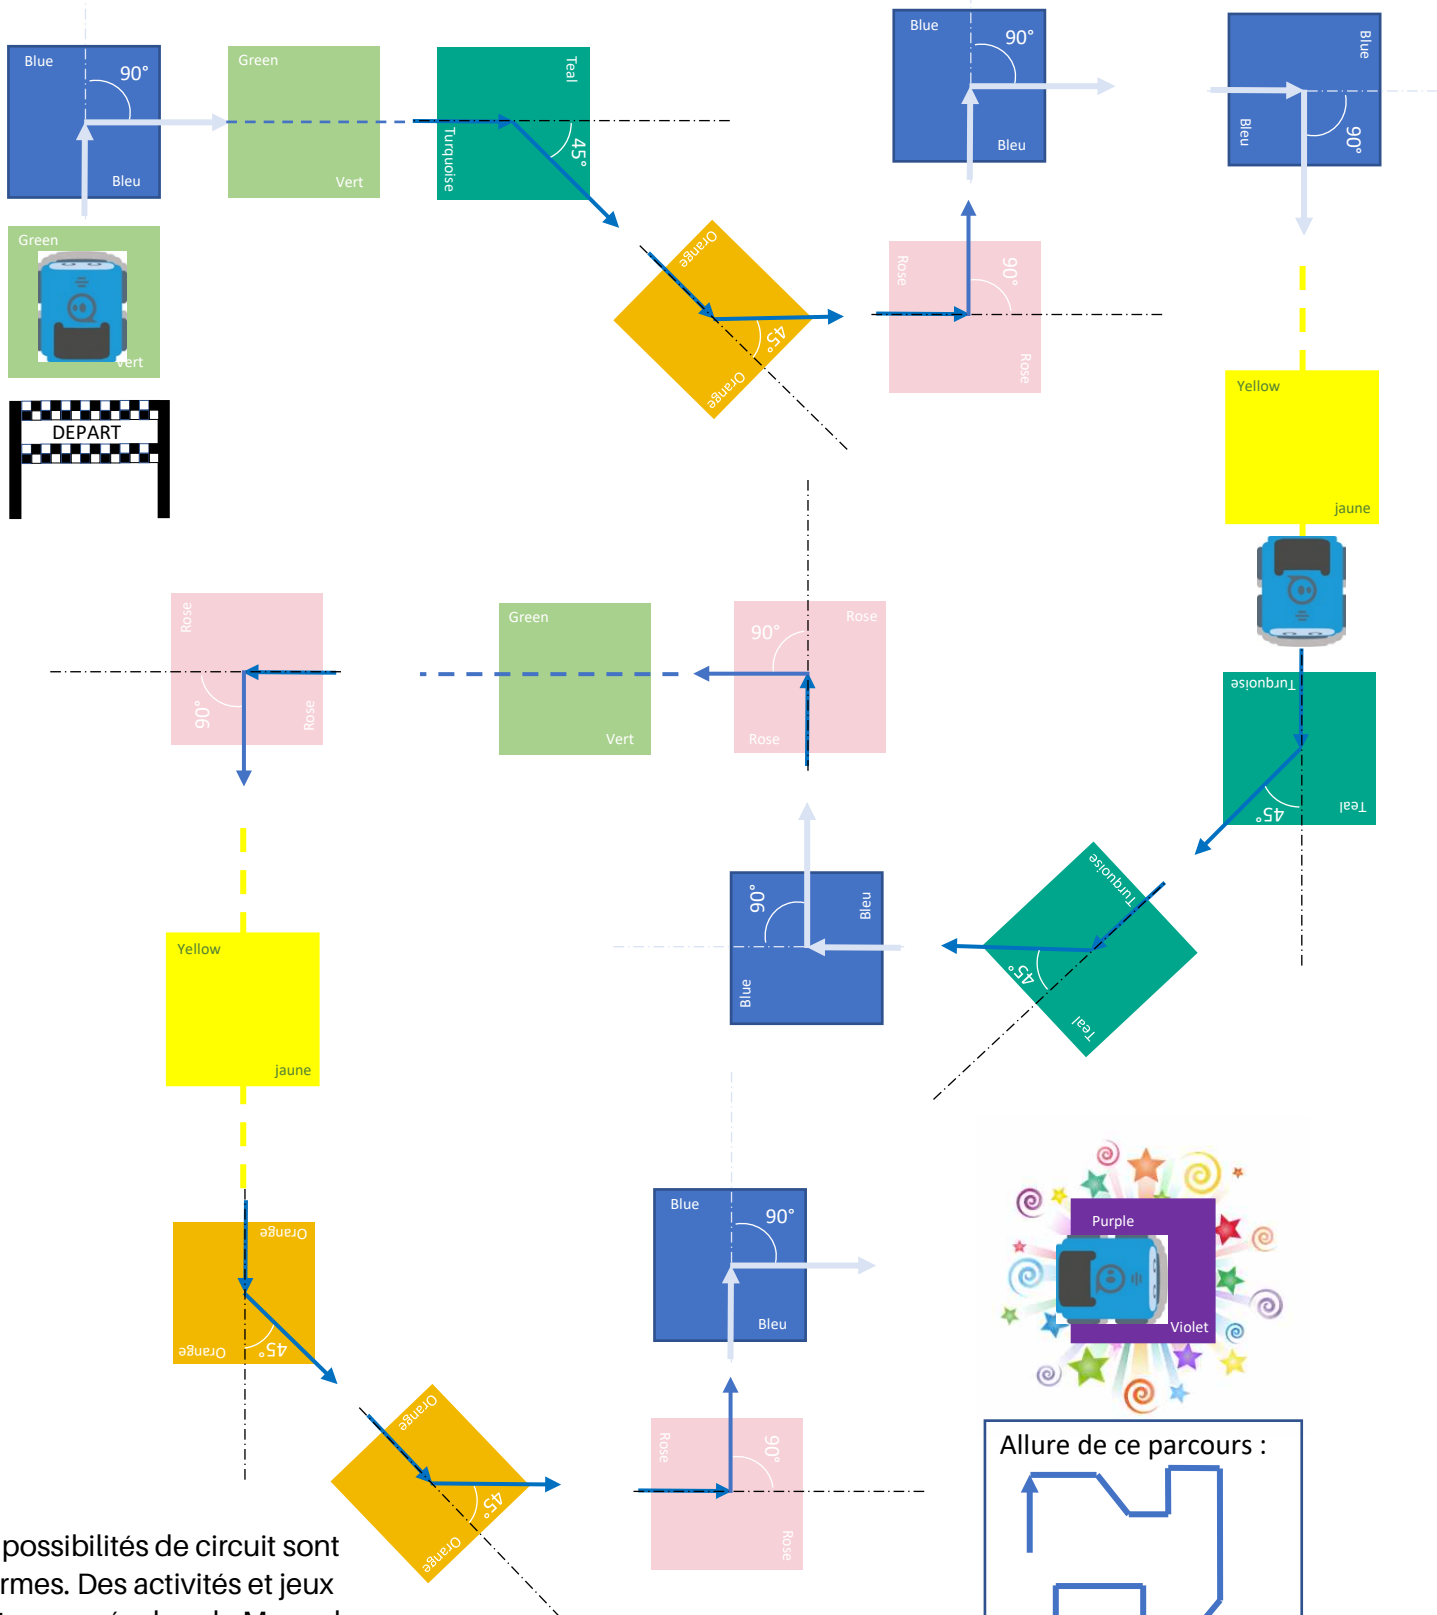 Blue
90°
Bleu
Green
Vert
Teal
Turquoise
45°
Blue
90°
Bleu
Blue
Bleu
90°
Green
Vert
DEPART
Orange
45°
Orange
Rose
90°
Rose
Yellow
jaune
Rose
90°
Rose
Green
Vert
Rose
90°
Rose
Turquoise
45°
Teal
Turquoise
45°
Teal
90°
Bleu
Blue
Yellow
jaune
Orange
45°
Orange
Blue
90°
Bleu
Purple
Violet
Orange
45°
Orange
Rose
90°
Rose
Allure de ce parcours :
possibilités de circuit sont
rmes. Des activités et jeux